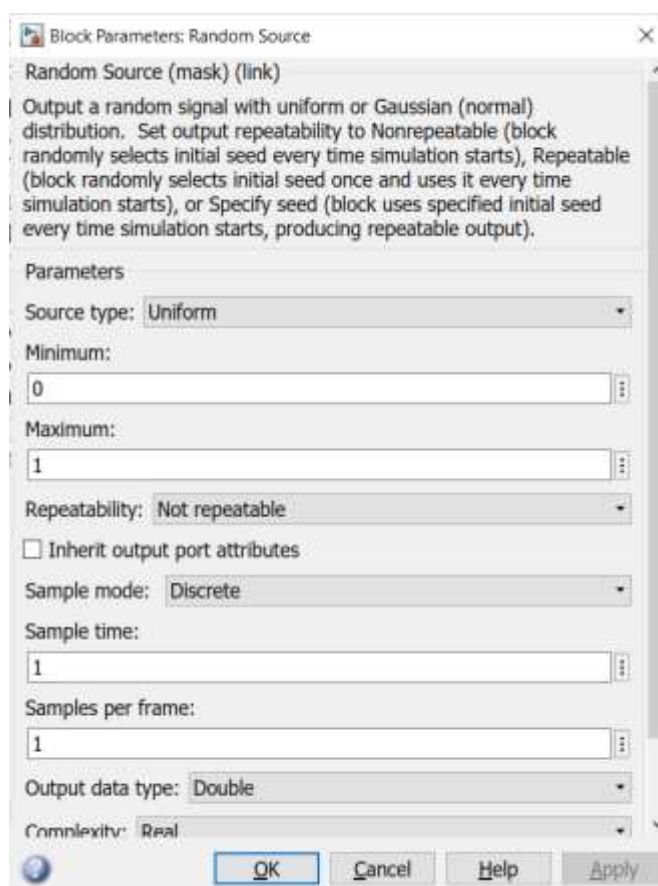 Block Parameters: Random Source
Random Source (mask) (link)
Output a random signal with uniform or Gaussian (normal)
distribution.  Set output repeatability to Nonrepeatable (block
randomly selects initial seed every time simulation starts), Repeatable
(block randomly selects initial seed once and uses it every time
simulation starts), or Specify seed (block uses specified initial seed
every time simulation starts, producing repeatable output).
Parameters
Source type: Uniform
Minimum:
0
Maximum:
1
Repeatability: Not repeatable
Inherit output port attributes
Sample mode: Discrete
Sample time:
1
Samples per frame:
1
Output data type: Double
Complexity: Real
OK Cancel Help Apply